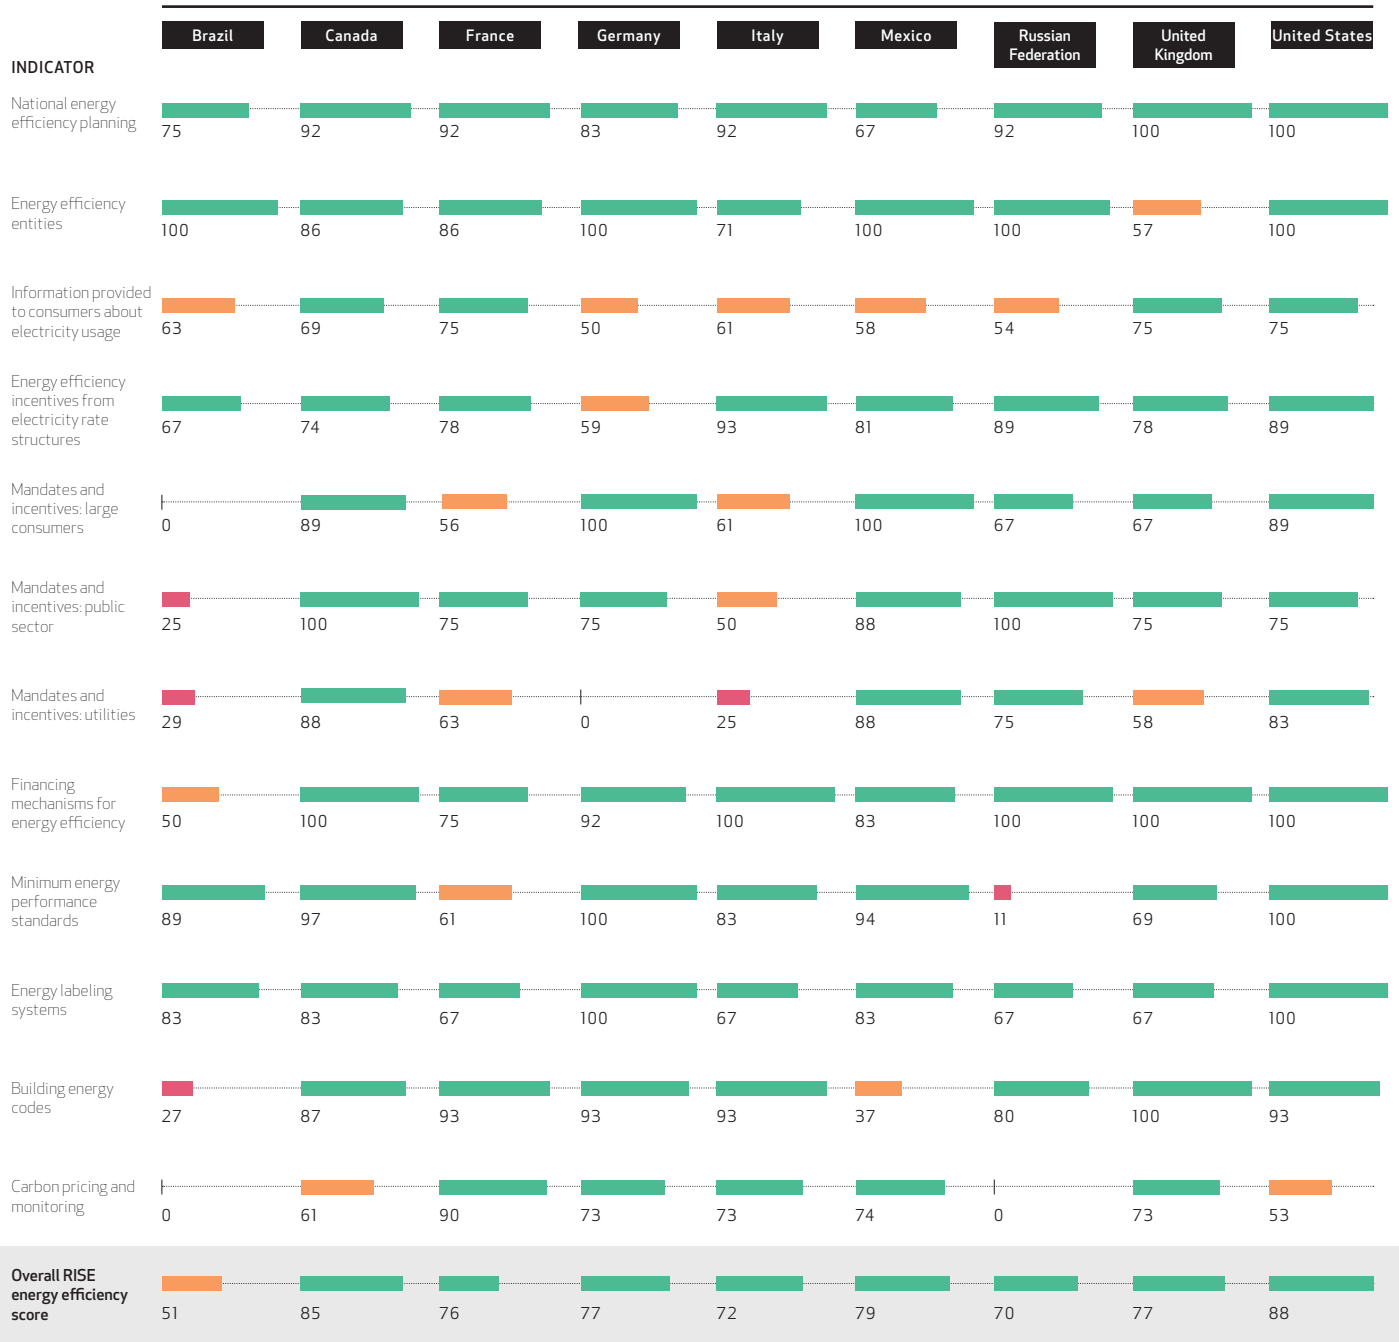 Brazil Canada France Germany Italy Mexico Russian Federation United Kingdom United States
INDICATOR
National energy
efficiency planning
75 92 92 83 92 67 92 100 100
Energy efficiency
entities
100 86 86 100 71 100 100 57 100
Information provided
to consumers about
electricity usage
63 69 75 50 61 58 54 75 75
Energy efficiency
incentives from
electricity rate
structures
67 74 78 59 93 81 89 78 89
Mandates and
incentives: large
consumers
0 89 56 100 61 100 67 67 89
Mandates and
incentives: public
sector
25 100 75 75 50 88 100 75 75
Mandates and
incentives: utilities
29 88 63 0 25 88 75 58 83
Financing
mechanisms for
energy efficiency
50 100 75 92 100 83 100 100 100
Minimum energy
performance
standards
89 97 61 100 83 94 11 69 100
Energy labeling
systems
83 83 67 100 67 83 67 67 100
Building energy
codes
27 87 93 93 93 37 80 100 93
Carbon pricing and
monitoring
0 61 90 73 73 74 0 73 53
Overall RISE
energy efficiency
score
51 85 76 77 72 79 70 77 88